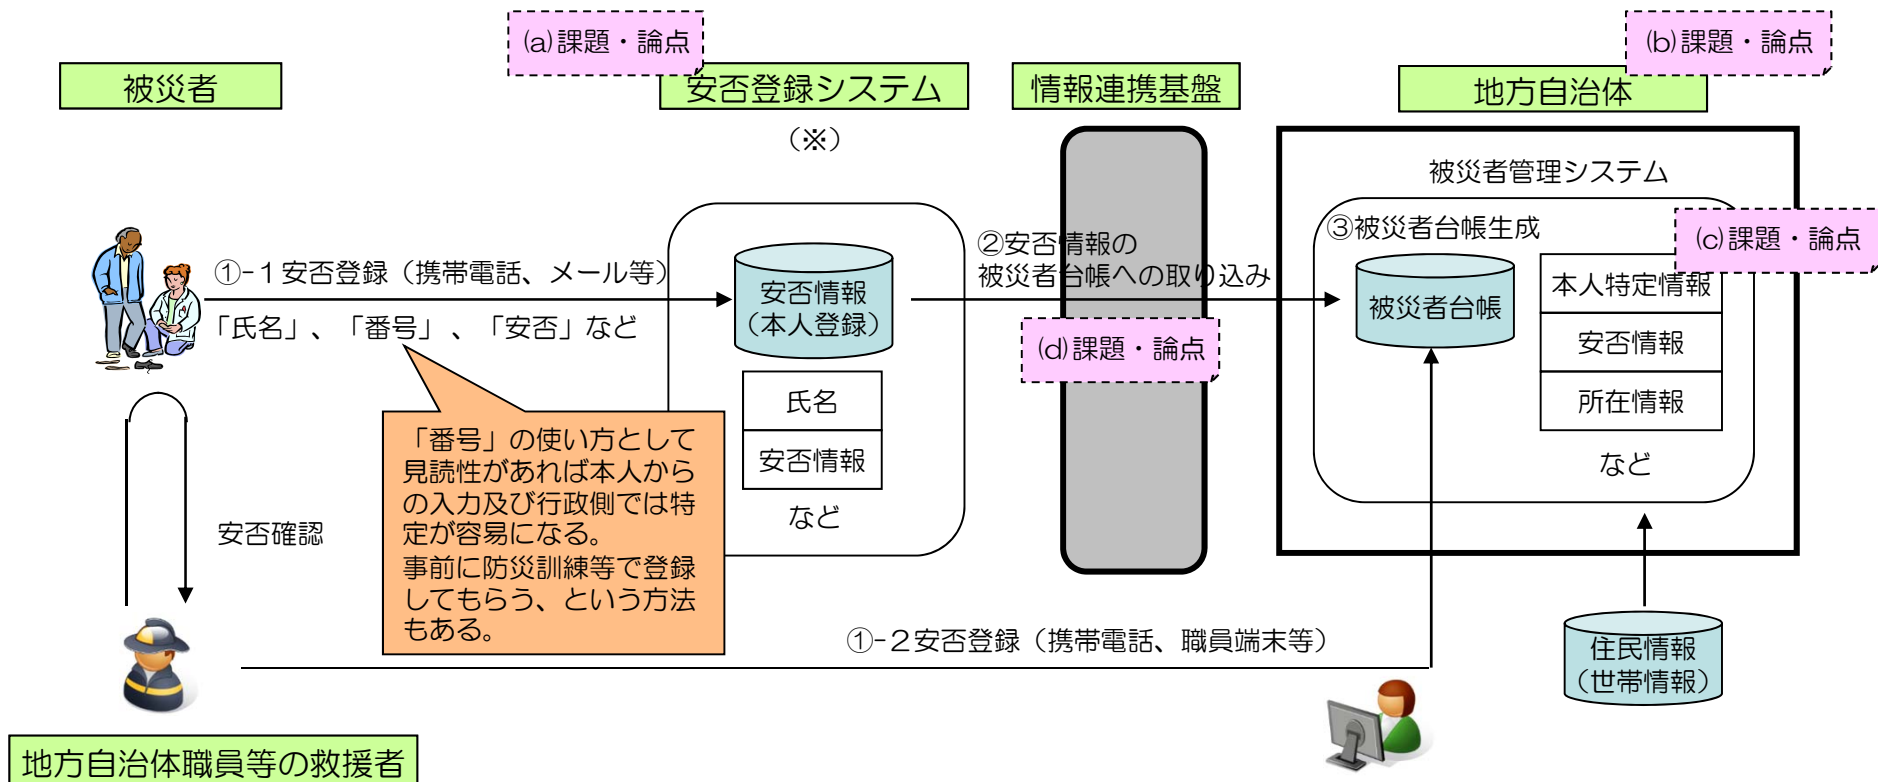 (a)課題・論点
(b)課題・論点
被災者
安否登録システム
情報連携基盤
地方自治体
（※）
被災者管理システム
③被災者台帳生成
(c)課題・論点
②安否情報の
被災者台帳への取り込み
①-１安否登録（携帯電話、メール等）
「氏名」、「番号」、「安否」など
安否情報
（本人登録）
被災者台帳
本人特定情報
安否情報
所在情報
など
(d)課題・論点
氏名
安否情報
など
「番号」の使い方として
見読性があれば本人から
の入力及び行政側では特
定が容易になる。
事前に防災訓練等で登録
してもらう、という方法
もある。
安否確認
①-２安否登録（携帯電話、職員端末等）
住民情報
（世帯情報）
地方自治体職員等の救援者